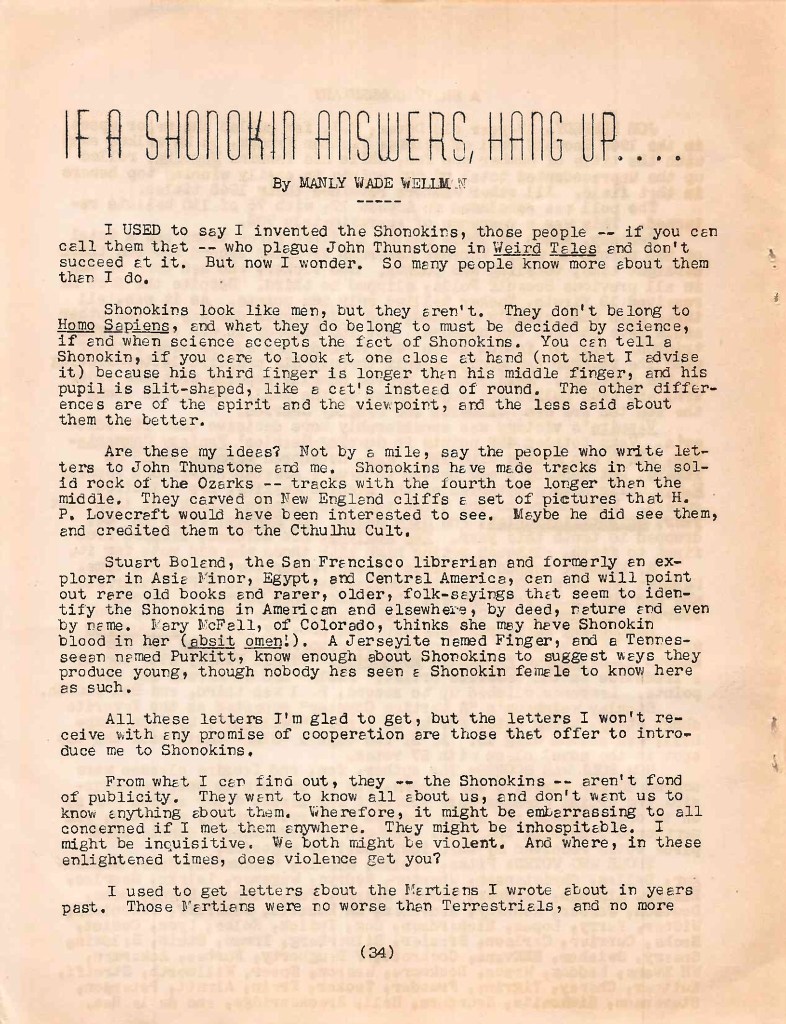 IF A SHONOKIN ANSWERS, HANG UP....
By MANLY WADE WELLMAN
-----
I USED to say I invented the Shonokins, those people -- if you can
call them that -- who plague John Thunstone in Weird Tales and don't
succeed at it. But now I wonder. So many people know more about them
than I do.
Shonokins look like men, but they aren't. They don't belong to
Homo Sapiens, and what they do belong to must be decided by science,
if and when science accepts the fact of Shonokins. You can tell a
Shonokin, if you care to look at one close at hand (not that I advise
it) because his third finger is longer than his middle finger, and his
pupil is slit-shaped, like a cat's instead of round. The other differ-
ences are of the spirit and the viewpoint, and the less said about
them the better.
Are these my ideas? Not by a mile, say the people who write let-
ters to John Thunstone and me. Shonokins have made tracks in the sol-
id rock of the Ozarks -- tracks with the fourth toe longer than the
middle. They carved on New England cliffs a set of pictures that H.
P. Lovecraft would have been interested to see. Maybe he did see them,
and credited them to the Cthulhu Cult.
Stuart Boland, the San Francisco librarian and formerly an ex-
plorer in Asia Minor, Egypt, and Central America, can and will point
out rare old books and rarer, older, folk-sayings that seem to iden-
tify the Shonokins in American and elsewhere, by deed, nature and even
by name. Mary McFall, of Colorado, thinks she may have Shonokin
blood in her (absit omen!). A Jerseyite named Finger, and a Tennes-
seean named Purkitt, know enough about Shonokins to suggest ways they
produce young, though nobody has seen a Shonokin female to know here
as such.
All these letters I'm glad to get, but the letters I won't re-
ceive with any promise of cooperation are those that offer to intro-
duce me to Shonokins.
From what I can find out, they -- the Shonokins -- aren't fond
of publicity. They want to know all about us, and don't want us to
know anything about them. Wherefore, it might be embarrassing to all
concerned if I met them anywhere. They might be inhospitable. I
might be inquisitive. We both might be violent. And where, in these
enlightened times, does violence get you?
I used to get letters about the Martians I wrote about in years
past. Those Martians were no worse than Terrestrials, and no more
(34)